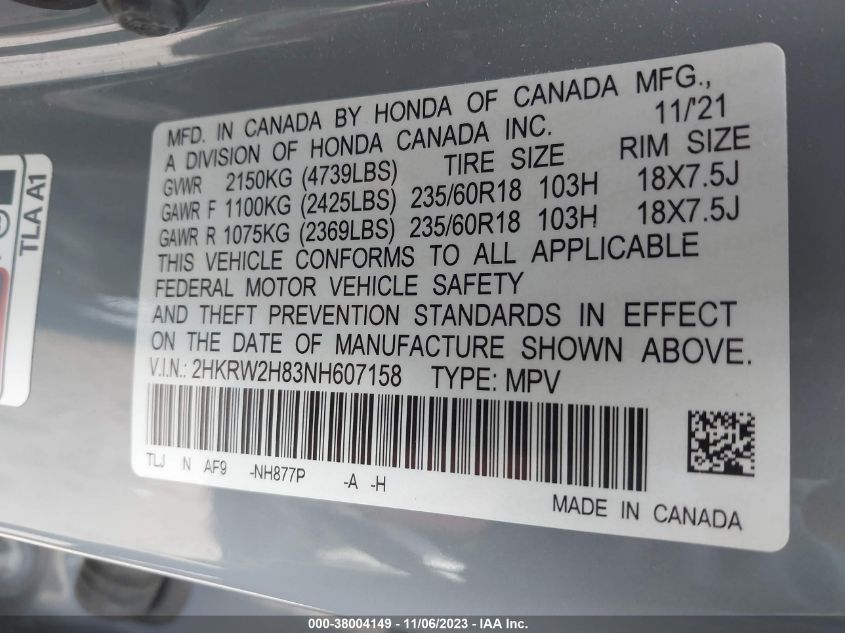 MFD. IN CANADA BY HONDA OF CANADA MFG.,
A DIVISION OF HONDA CANADA INC. 11/'21
GVWR 2150KG (4739LBS) TIRE SIZE RIM SIZE
GAWR F 1100KG (2425LBS) 235/60R18 103H 18X7.5J
GAWR R 1075KG (2369LBS) 235/60R18 103H 18X7.5J
THIS VEHICLE CONFORMS TO ALL APPLICABLE
FEDERAL MOTOR VEHICLE SAFETY
AND THEFT PREVENTION STANDARDS IN EFFECT
ON THE DATE OF MANUFACTURE SHOWN ABOVE.
V.I.N.: 2HKRW2H83NH607158 TYPE: MPV
TLJ N AF9 -NH877P -A -H
MADE IN CANADA
TLA A1
000-38004149 - 11/06/2023 - IAA Inc.